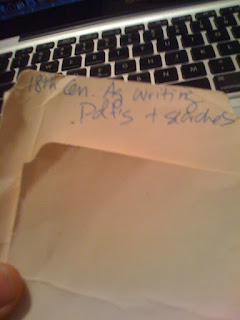 18th Cen. Ag Writing
.Pdfs + searches